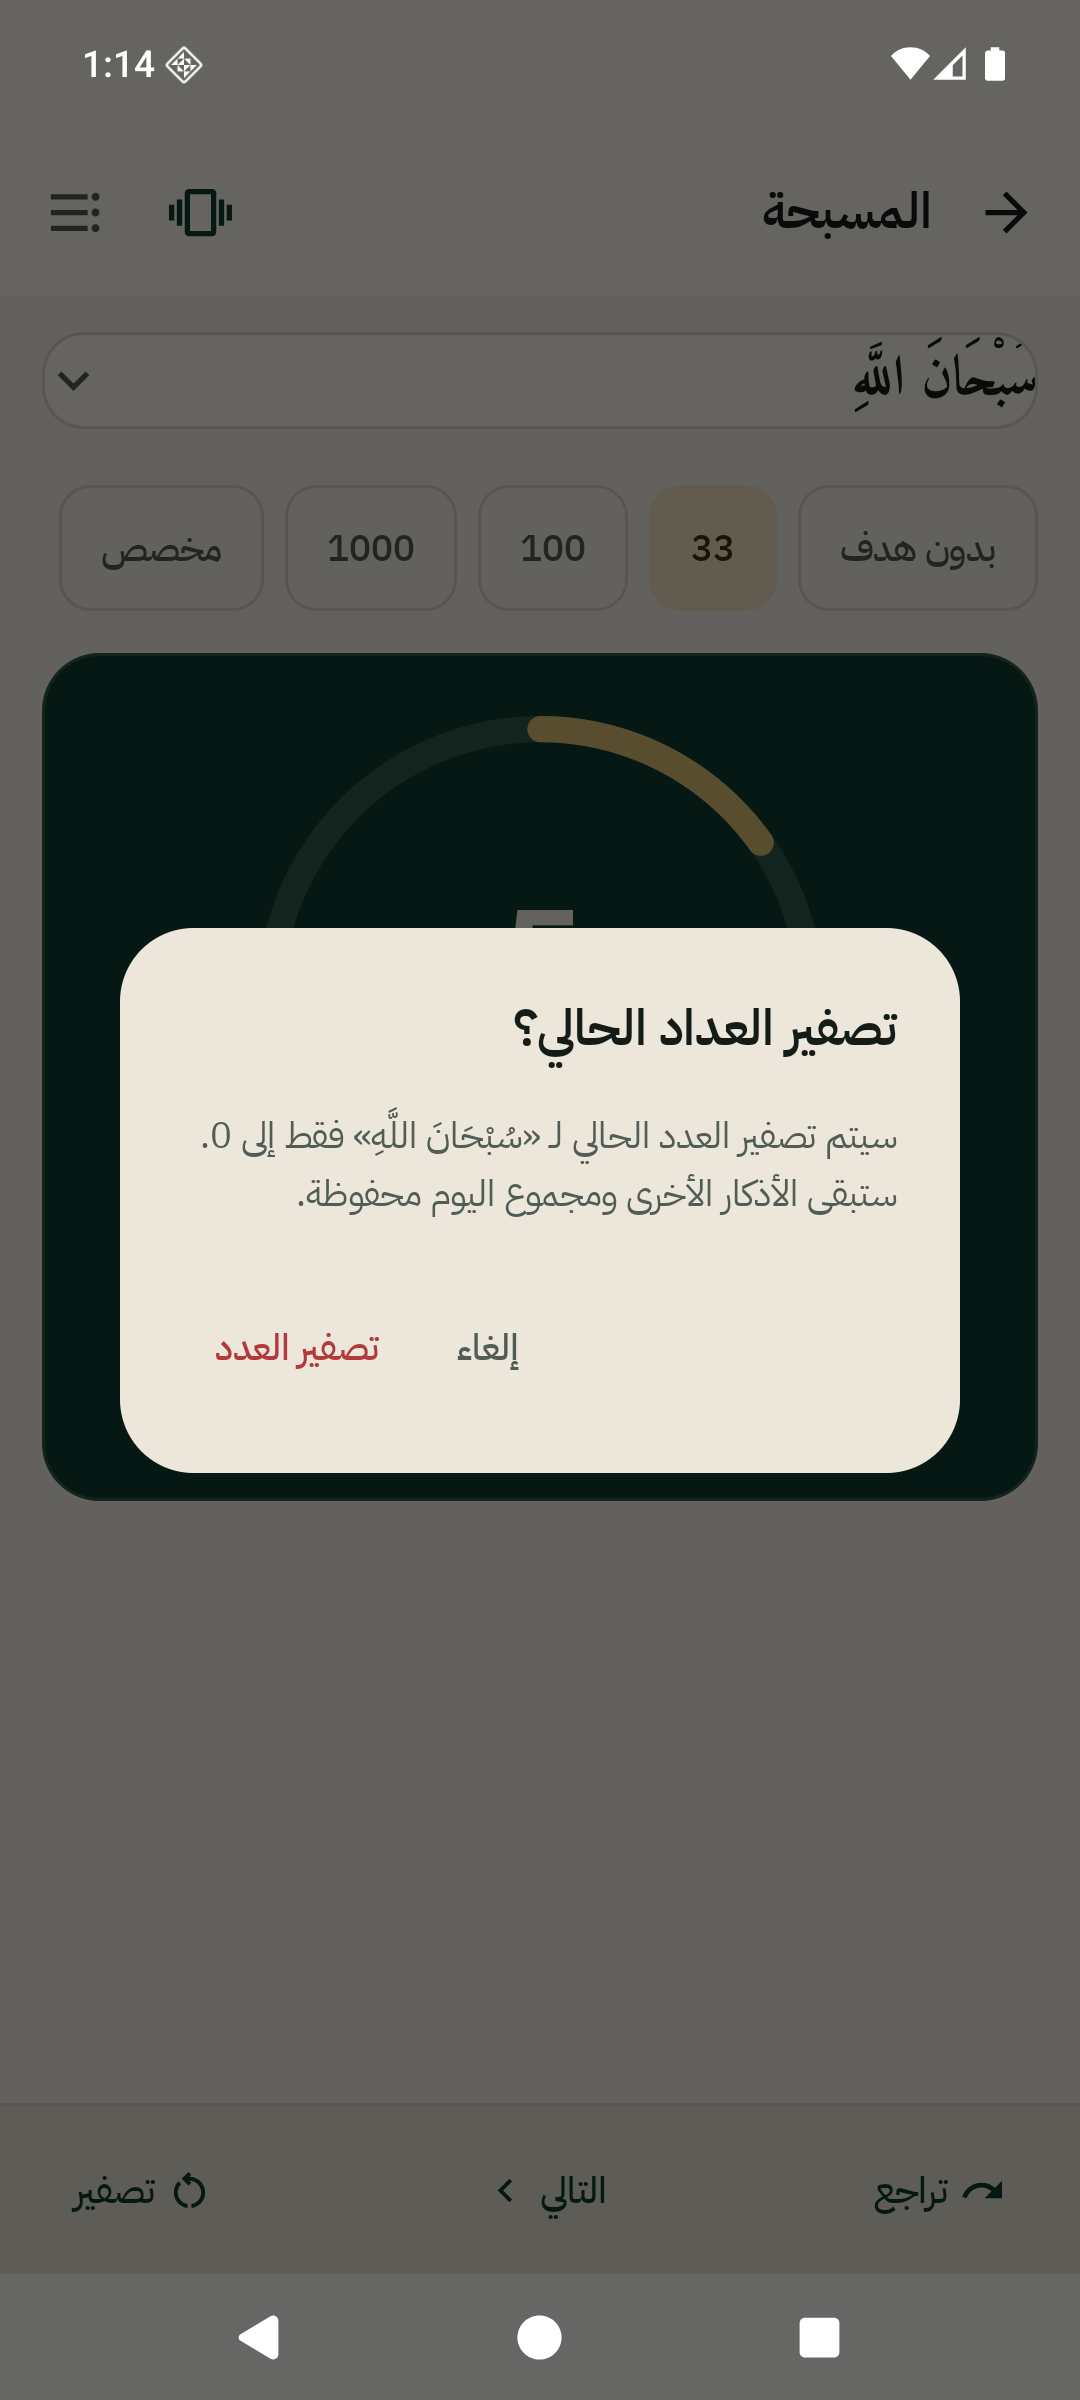 1:14
المسبحة
سُبْحَانَ اللَّهِ
بدون هدف
33
100
1000
مخصص
تصفير العداد الحالي؟
سيتم تصفير العدد الحالي لـ «سُبْحَانَ اللَّهِ» فقط إلى 0.
ستبقى الأذكار الأخرى ومجموع اليوم محفوظة.
إلغاء
تصفير العدد
تراجع
التالي
تصفير